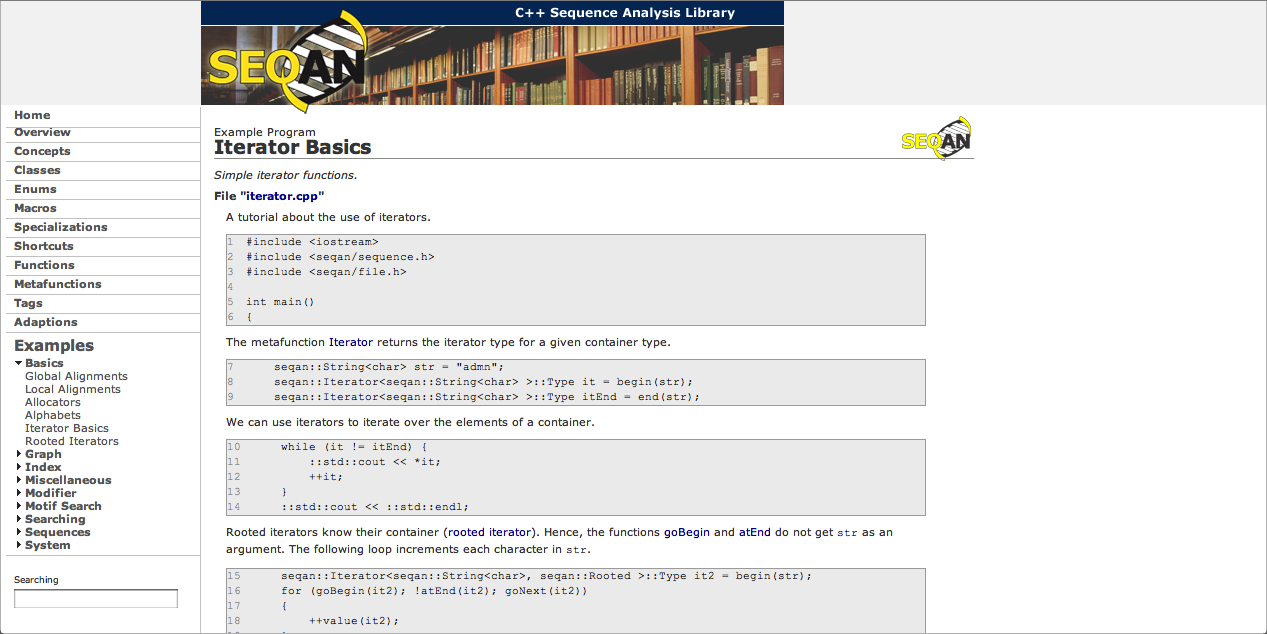 C++ Sequence Analysis Library
SEQAN
Home
Overview
Concepts
Classes
Enums
Macros
Specializations
Shortcuts
Functions
Metafunctions
Tags
Adaptions
Examples
Basics
Global Alignments
Local Alignments
Allocators
Alphabets
Iterator Basics
Rooted Iterators
Graph
Index
Miscellaneous
Modifier
Motif Search
Searching
Sequences
System
Searching
Example Program
Iterator Basics
SEQAN
Simple iterator functions.
File "iterator.cpp"
A tutorial about the use of iterators.
1 #include <iostream>
2 #include <seqan/sequence.h>
3 #include <seqan/file.h>
4
5 int main()
6 {
The metafunction Iterator returns the iterator type for a given container type.
7     seqan::String<char> str = "admn";
8     seqan::Iterator<seqan::String<char> >::Type it = begin(str);
9     seqan::Iterator<seqan::String<char> >::Type itEnd = end(str);
We can use iterators to iterate over the elements of a container.
10     while (it != itEnd) {
11         ::std::cout << *it;
12         ++it;
13     }
14     ::std::cout << ::std::endl;
Rooted iterators know their container (rooted iterator). Hence, the functions goBegin and atEnd do not get str as an
argument. The following loop increments each character in str.
15     seqan::Iterator<seqan::String<char>, seqan::Rooted >::Type it2 = begin(str);
16     for (goBegin(it2); !atEnd(it2); goNext(it2))
17     {
18         ++value(it2);